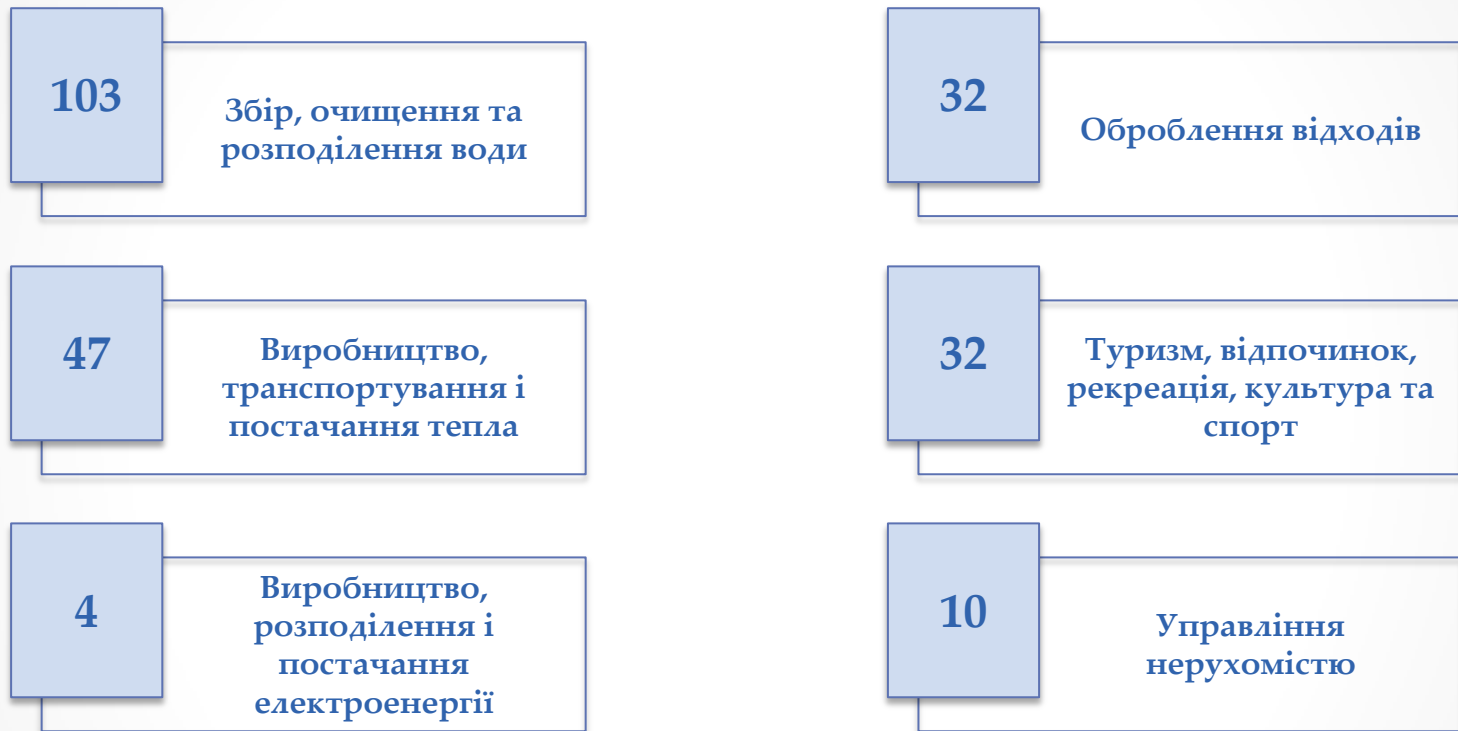 103
Збір, очищення та
розподілення води
32
Оброблення відходів
47
Виробництво,
транспортування і
постачання тепла
32
Туризм, відпочинок,
рекреація, культура та
спорт
4
Виробництво,
розподілення і
постачання
електроенергії
10
Управління
нерухомістю